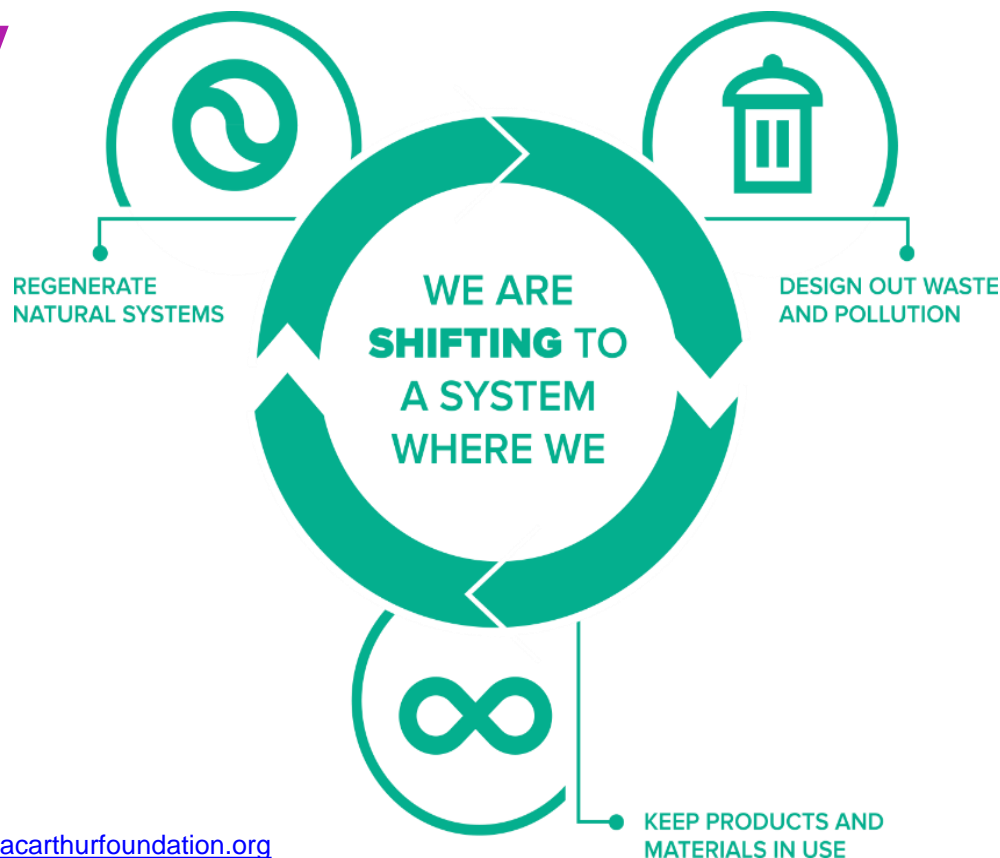 REGENERATE
NATURAL SYSTEMS
DESIGN OUT WASTE
AND POLLUTION
WE ARE
SHIFTING TO
A SYSTEM
WHERE WE
KEEP PRODUCTS AND
MATERIALS IN USE
acarthurfoundation.org